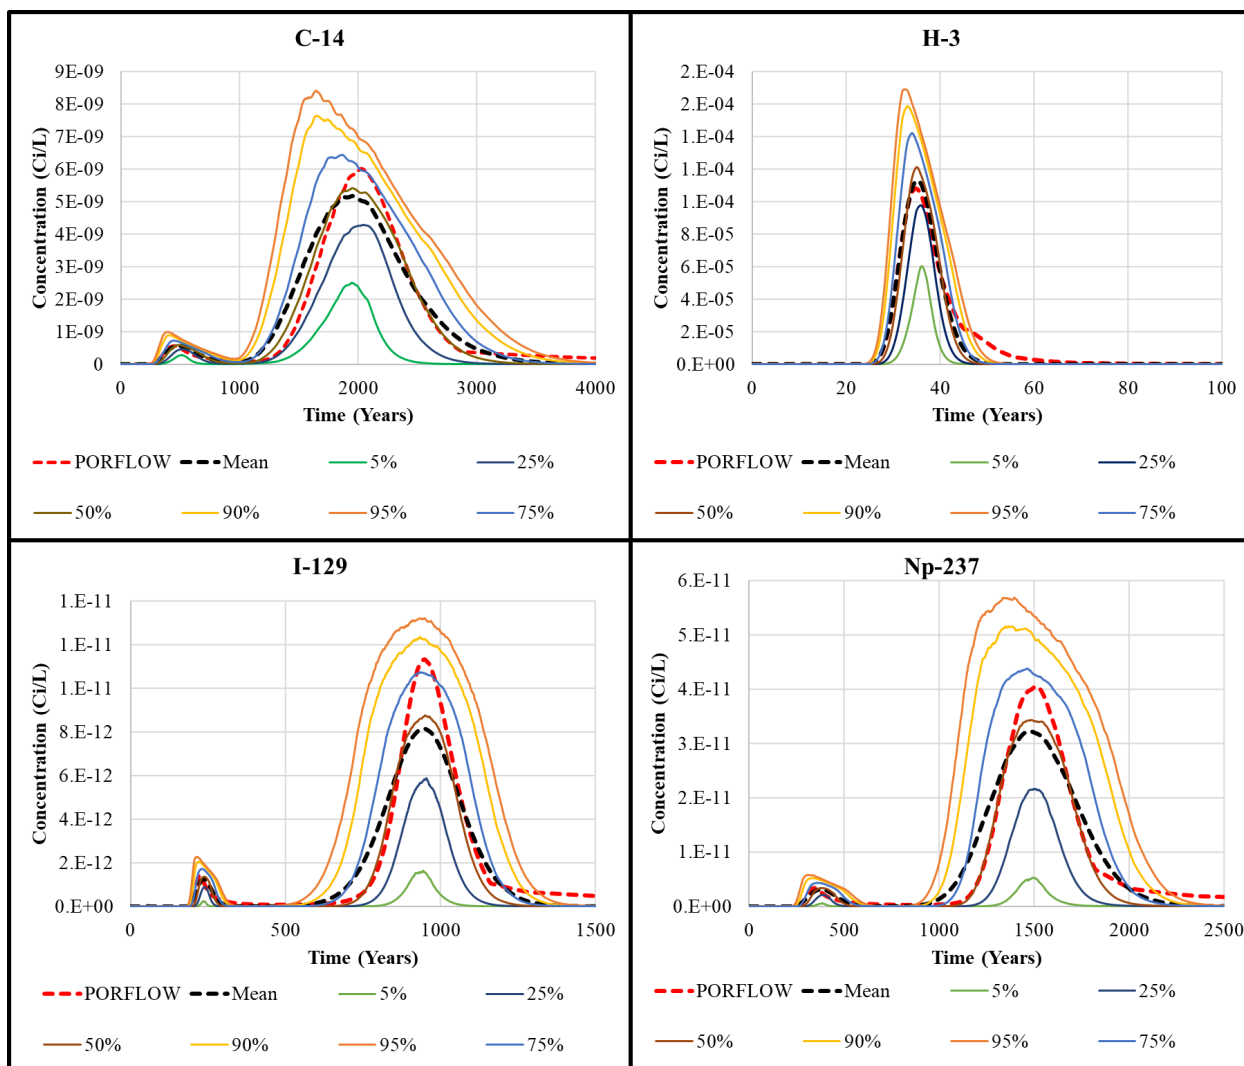 C-14
Concentration (Ci/L)
9E-09
8E-09
7E-09
6E-09
5E-09
4E-09
3E-09
2E-09
1E-09
0
0 1000 2000 3000 4000
Time (Years)
PORFLOW Mean 5% 25%
50% 90% 95% 75%
H-3
Concentration (Ci/L)
2.E-04
2.E-04
1.E-04
1.E-04
1.E-04
8.E-05
6.E-05
4.E-05
2.E-05
0.E+00
0 20 40 60 80 100
Time (Years)
PORFLOW Mean 5% 25%
50% 90% 95% 75%
I-129
Concentration (Ci/L)
1.E-11
1.E-11
1.E-11
8.E-12
6.E-12
4.E-12
2.E-12
0.E+00
0 500 1000 1500
Time (Years)
PORFLOW Mean 5% 25%
50% 90% 95% 75%
Np-237
Concentration (Ci/L)
6.E-11
5.E-11
4.E-11
3.E-11
2.E-11
1.E-11
0.E+00
0 500 1000 1500 2000 2500
Time (Years)
PORFLOW Mean 5% 25%
50% 90% 95% 75%